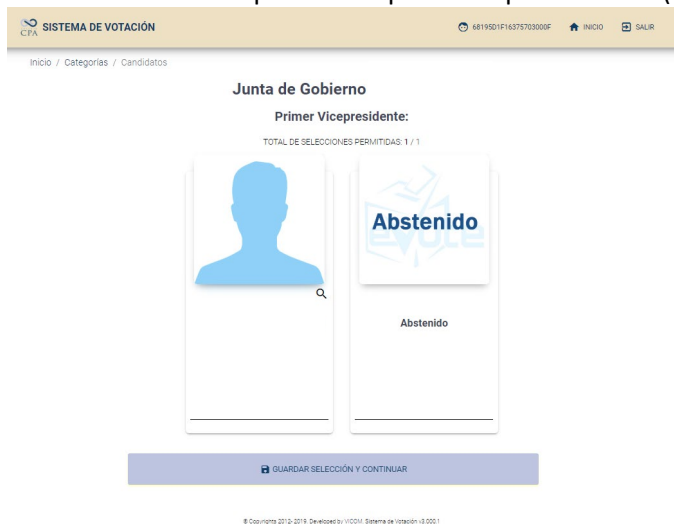 CPA
SISTEMA DE VOTACIÓN
68195D1F16375703000F
INICIO
SALIR
Inicio / Categorías / Candidatos
Junta de Gobierno
Primer Vicepresidente:
TOTAL DE SELECCIONES PERMITIDAS: 1 / 1
Abstenido
Abstenido
GUARDAR SELECCIÓN Y CONTINUAR
© Copyrights 2012- 2019. Developed by VICOM. Sistema de Votación v3.000.1